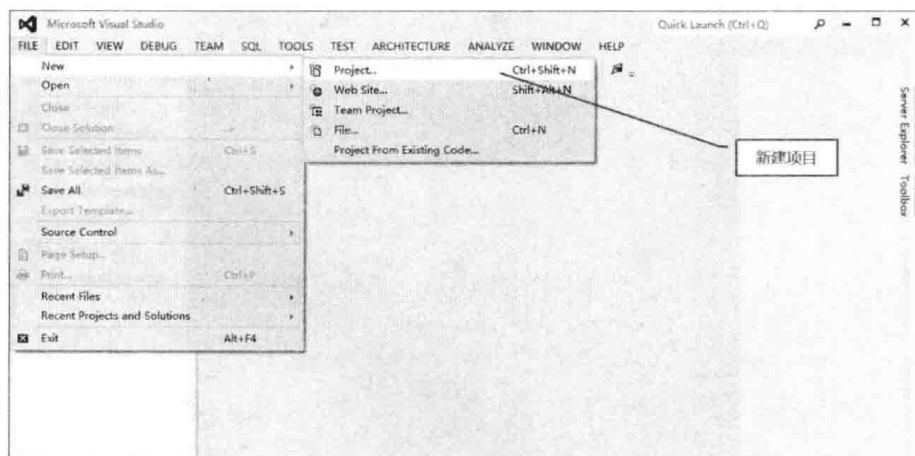 Microsoft Visual Studio
Quick Launch (Ctrl+Q)
FILE EDIT VIEW DEBUG TEAM SQL TOOLS TEST ARCHITECTURE ANALYZE WINDOW HELP
New
Open
Close
Close Solution
Save Selected Items Ctrl+S
Save Selected Items As...
Save All Ctrl+Shift+S
Export Template...
Source Control
Page Setup...
Print... Ctrl+P
Recent Files
Recent Projects and Solutions
Exit Alt+F4
Project... Ctrl+Shift+N
Web Site... Shift+Alt+N
Team Project...
File... Ctrl+N
Project From Existing Code...
新建项目
Server Explorer
Toolbox